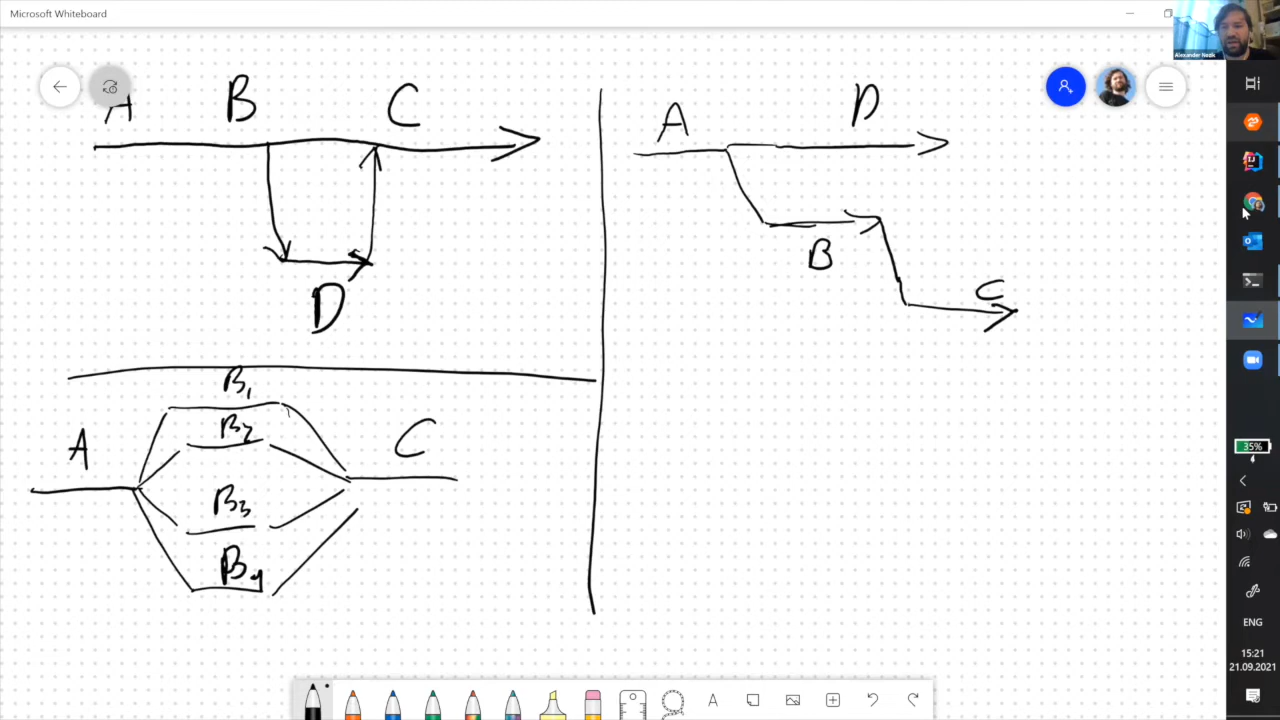 Microsoft Whiteboard
Alexander Nozik
A B C
D
A D
B
C
B1
B2
A C
B3
B4
35%
ENG
15:21
21.09.2021